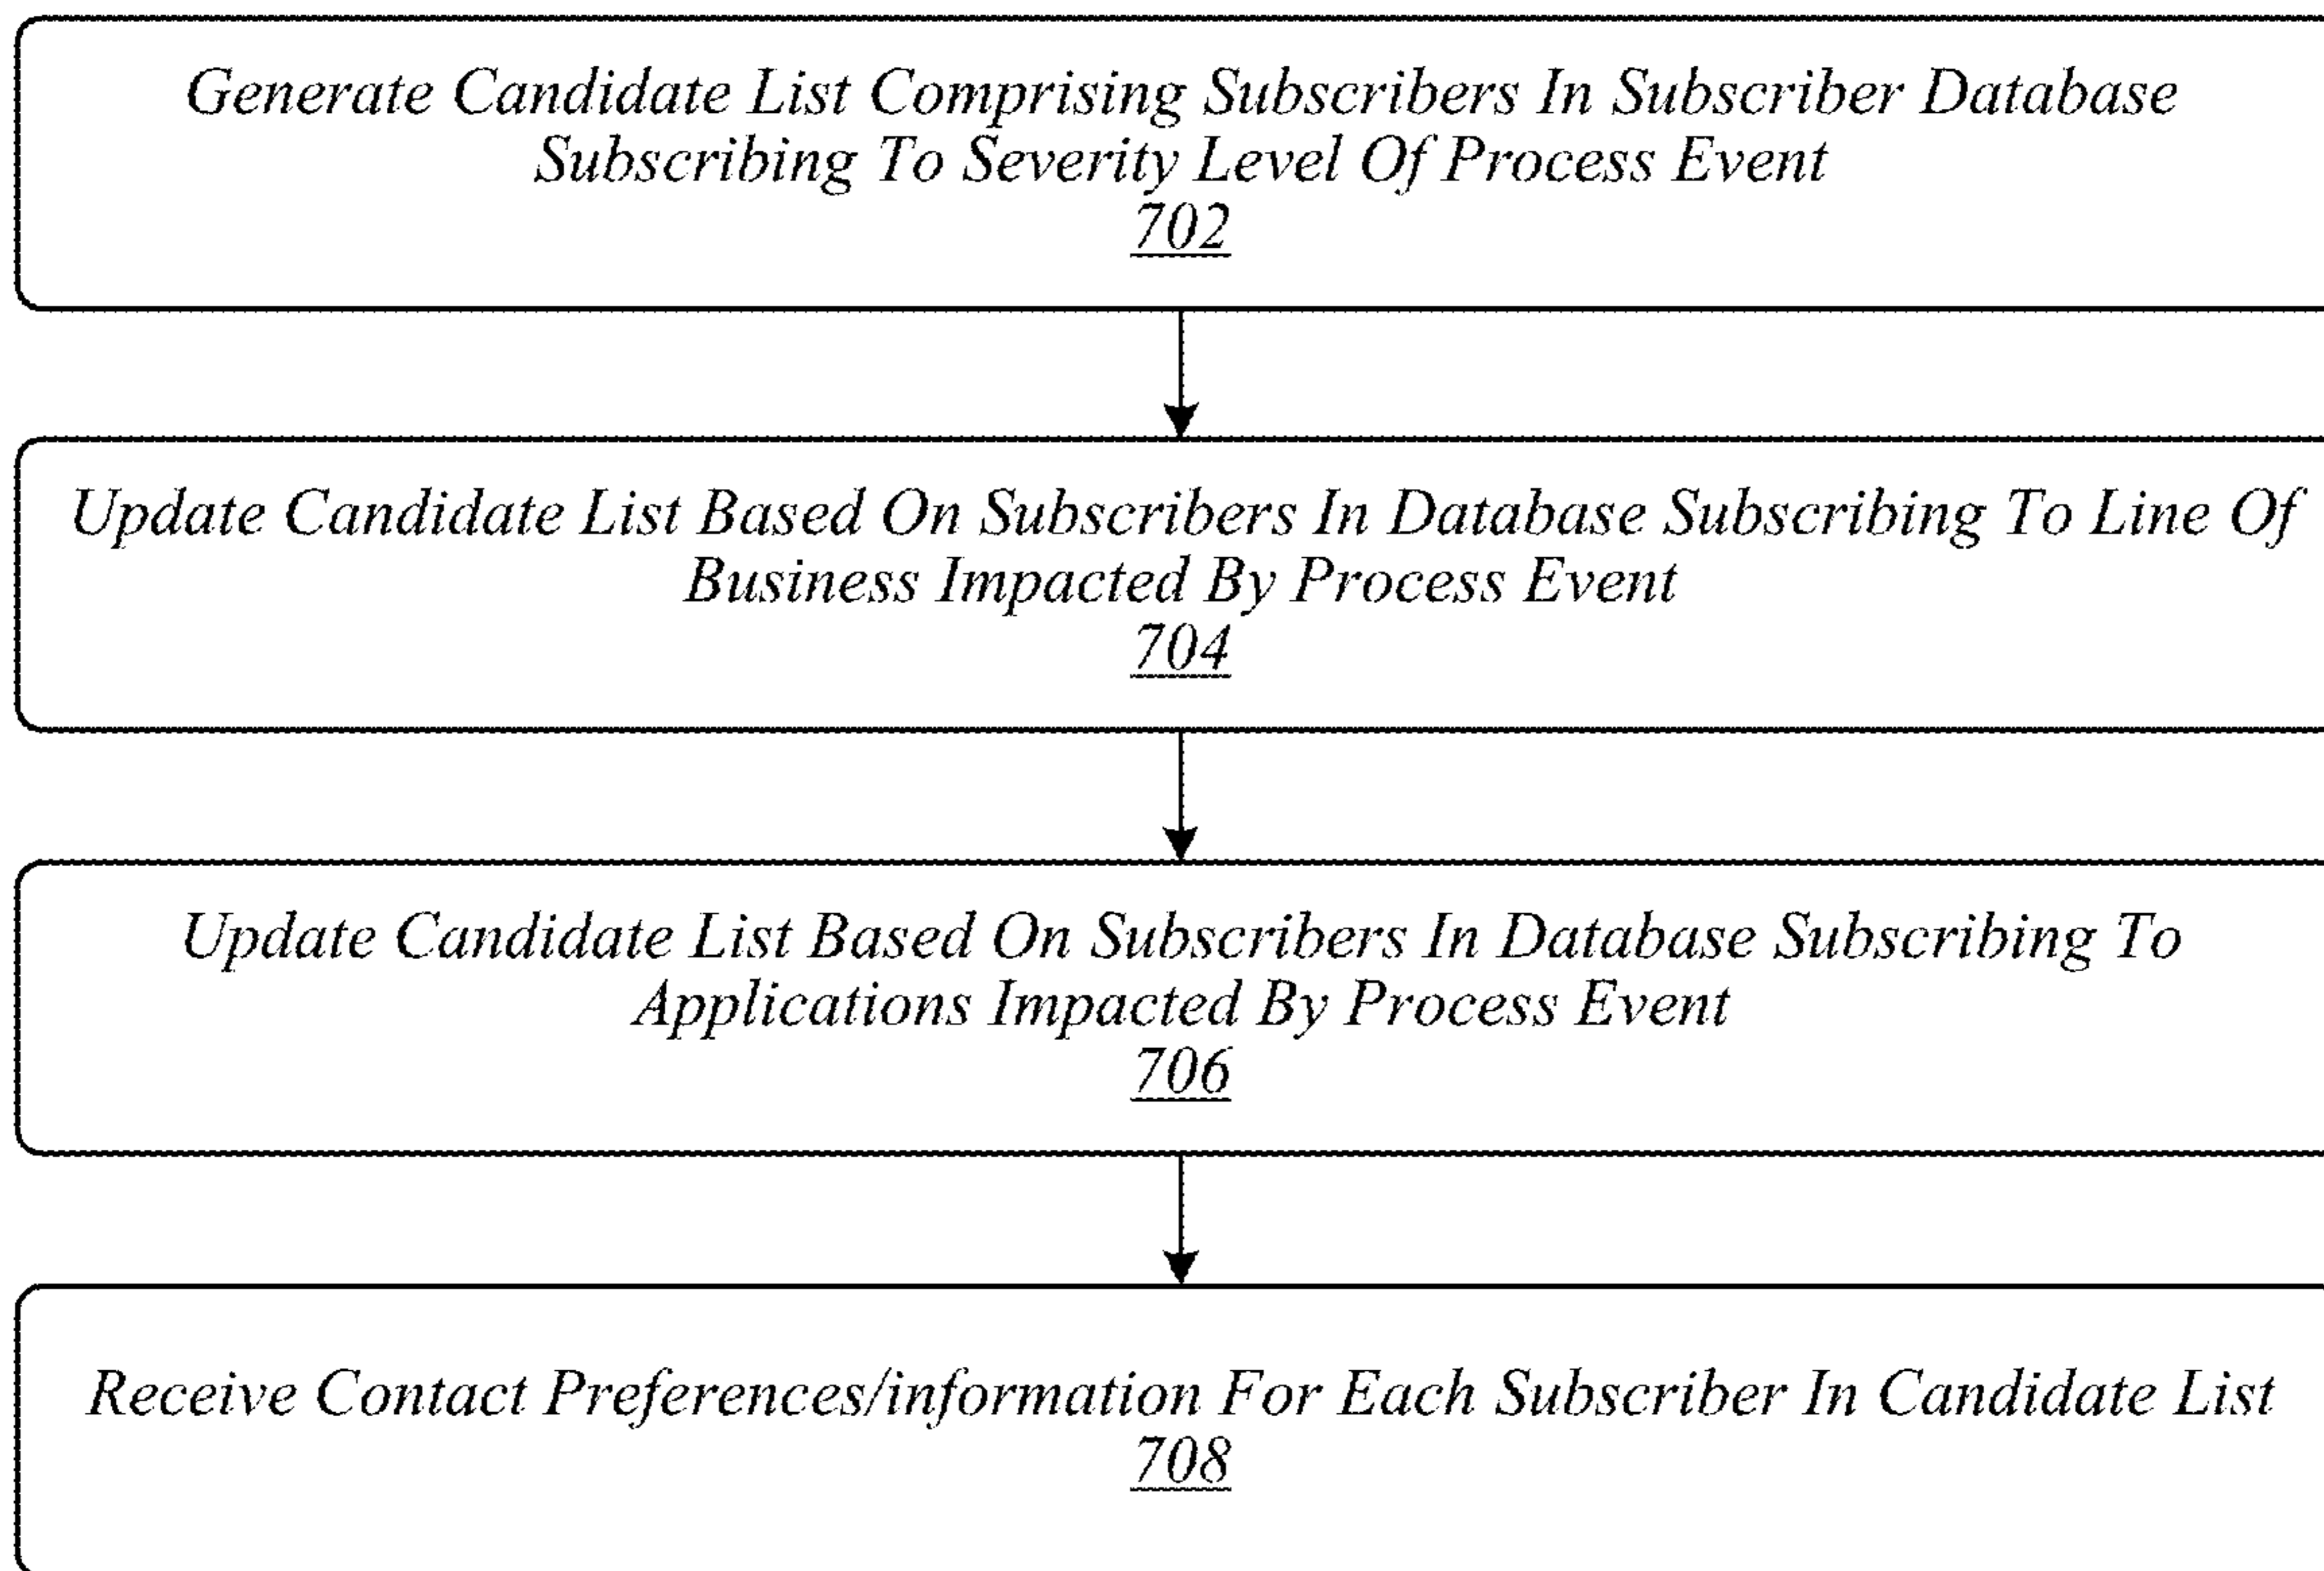 Generate Candidate List Comprising Subscribers In Subscriber Database
Subscribing To Severity Level Of Process Event
702
Update Candidate List Based On Subscribers In Database Subscribing To Line Of
Business Impacted By Process Event
704
Update Candidate List Based On Subscribers In Database Subscribing To
Applications Impacted By Process Event
706
Receive Contact Preferences/information For Each Subscriber In Candidate List
708